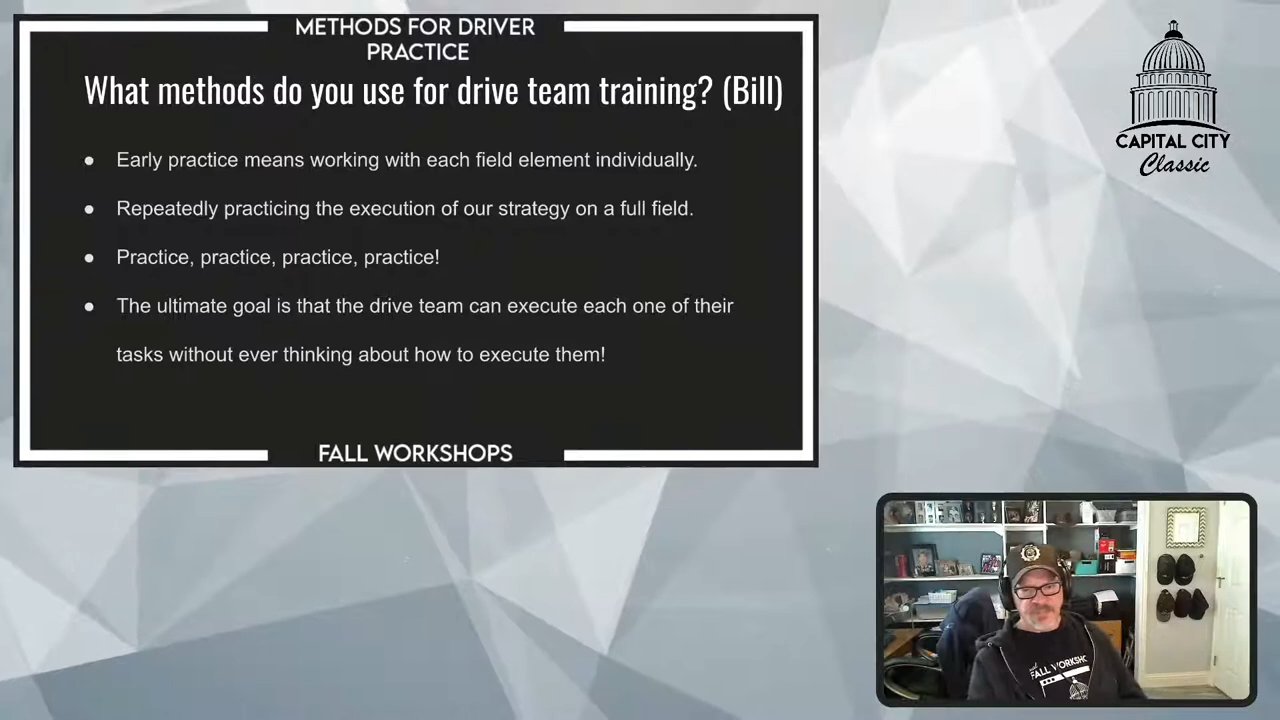 METHODS FOR DRIVER
PRACTICE
What methods do you use for drive team training? (Bill)
● Early practice means working with each field element individually.
● Repeatedly practicing the execution of our strategy on a full field.
● Practice, practice, practice, practice!
● The ultimate goal is that the drive team can execute each one of their
tasks without ever thinking about how to execute them!
FALL WORKSHOPS
CAPITAL CITY
Classic
FALL